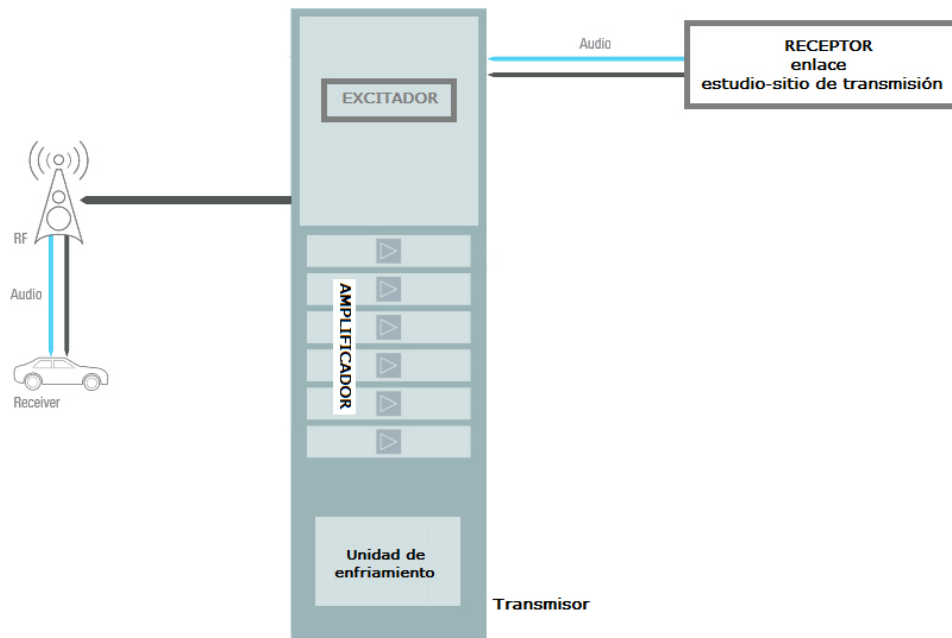 Audio
RECEPTOR
enlace
estudio-sitio de transmisión
EXCITADOR
RF
Audio
Receiver
AMPLIFICADOR
Unidad de
enfriamiento
Transmisor